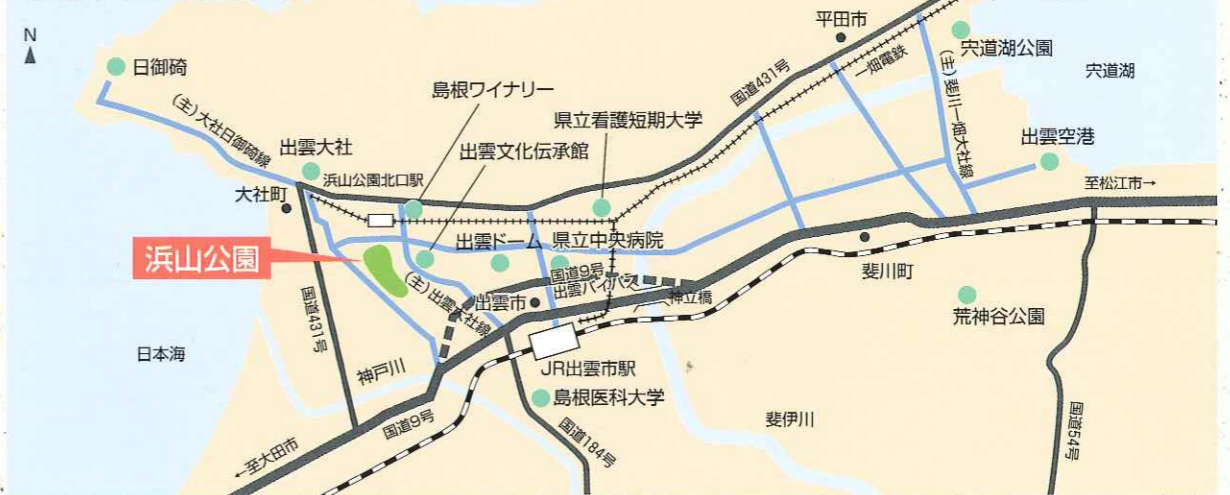 N
日御碕
(主)大社日御碕線
出雲大社
大社町
浜山公園北口駅
島根ワイナリー
出雲文化伝承館
県立看護短期大学
国道431号
一畑電鉄
平田市
宍道湖公園
宍道湖
(主)斐川一畑大社線
出雲空港
至松江市→
浜山公園
出雲ドーム
県立中央病院
国道9号
出雲バイパス
神立橋
斐川町
荒神谷公園
(主)出雲大社線
出雲市
国道431号
日本海
神戸川
JR出雲市駅
島根医科大学
斐伊川
国道54号
国道9号
国道184号
←至大田市